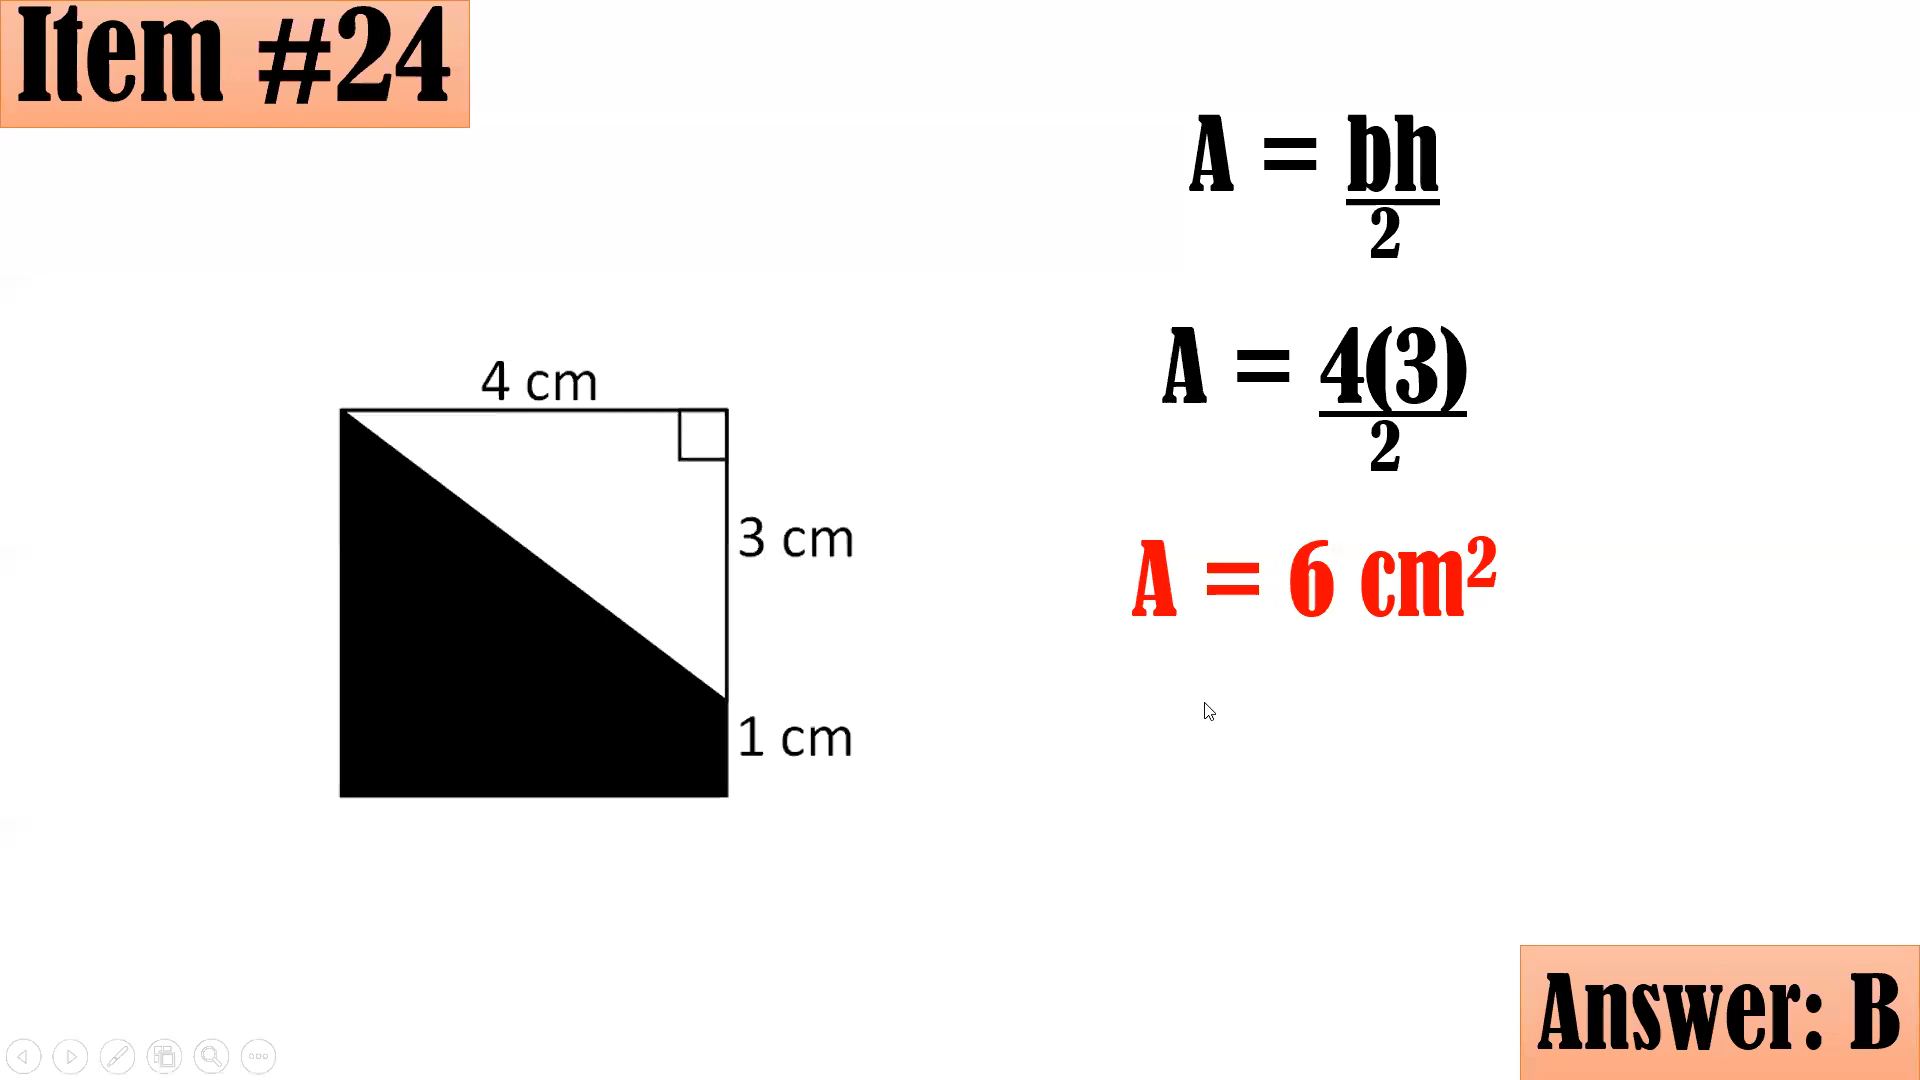 Item #24
A = bh
2
A = 4(3)
2
A = 6 cm²
4 cm
3 cm
1 cm
Answer: B